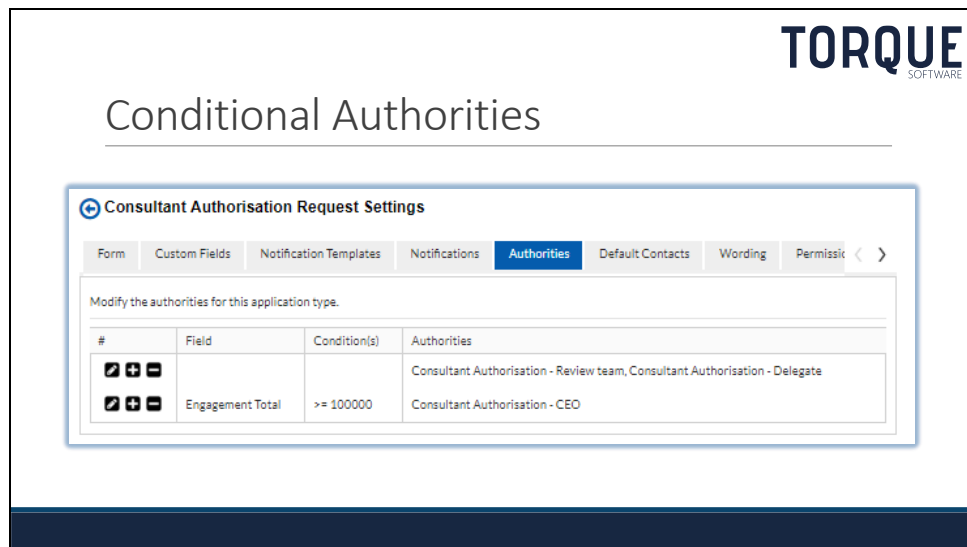 TORQUE
SOFTWARE
Conditional Authorities
Consultant Authorisation Request Settings
Form Custom Fields Notification Templates Notifications Authorities Default Contacts Wording Permissic
Modify the authorities for this application type.
# Field Condition(s) Authorities
Consultant Authorisation - Review team, Consultant Authorisation - Delegate
Engagement Total >= 100000 Consultant Authorisation - CEO